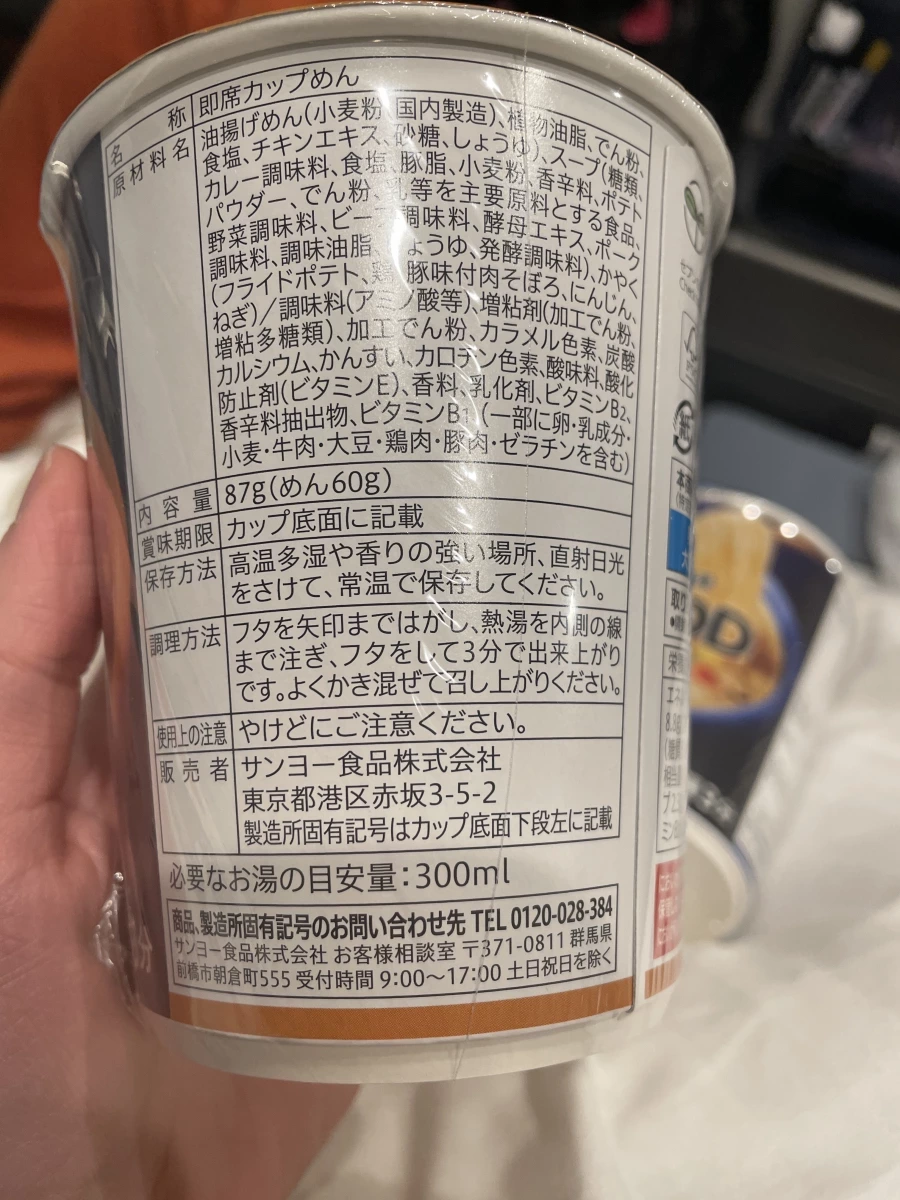 名称 即席カップめん
原材料名 油揚げめん(小麦粉(国内製造)、植物油脂、でん粉、
食塩、チキンエキス、砂糖、しょうゆ)、スープ(糖類、
カレー調味料、食塩、豚脂、小麦粉、香辛料、ポテト
パウダー、でん粉、乳等を主要原料とする食品、
野菜調味料、ビーフ調味料、酵母エキス、ポーク
調味料、調味油脂、しょうゆ、発酵調味料)、かやく
(フライドポテト、鶏・豚味付肉そぼろ、にんじん、
ねぎ)/調味料(アミノ酸等)、増粘剤(加工でん粉、
増粘多糖類)、加工でん粉、カラメル色素、炭酸
カルシウム、かんすい、カロチン色素、酸味料、酸化
防止剤(ビタミンE)、香料、乳化剤、ビタミンB2、
香辛料抽出物、ビタミンB1、(一部に卵・乳成分・
小麦・牛肉・大豆・鶏肉・豚肉・ゼラチンを含む)
内容量 87g(めん60g)
賞味期限 カップ底面に記載
保存方法 高温多湿や香りの強い場所、直射日光
をさけて、常温で保存してください。
調理方法 フタを矢印まではがし、熱湯を内側の線
まで注ぎ、フタをして3分で出来上がり
です。よくかき混ぜて召し上がりください。
使用上の注意 やけどにご注意ください。
販売者 サンヨー食品株式会社
東京都港区赤坂3-5-2
製造所固有記号はカップ底面下段左に記載
必要なお湯の目安量:300ml
商品、製造所固有記号のお問い合わせ先 TEL 0120-028-384
サンヨー食品株式会社 お客様相談室 〒371-0811 群馬県
前橋市朝倉町555 受付時間 9:00〜17:00 土日祝日を除く
紙
OD